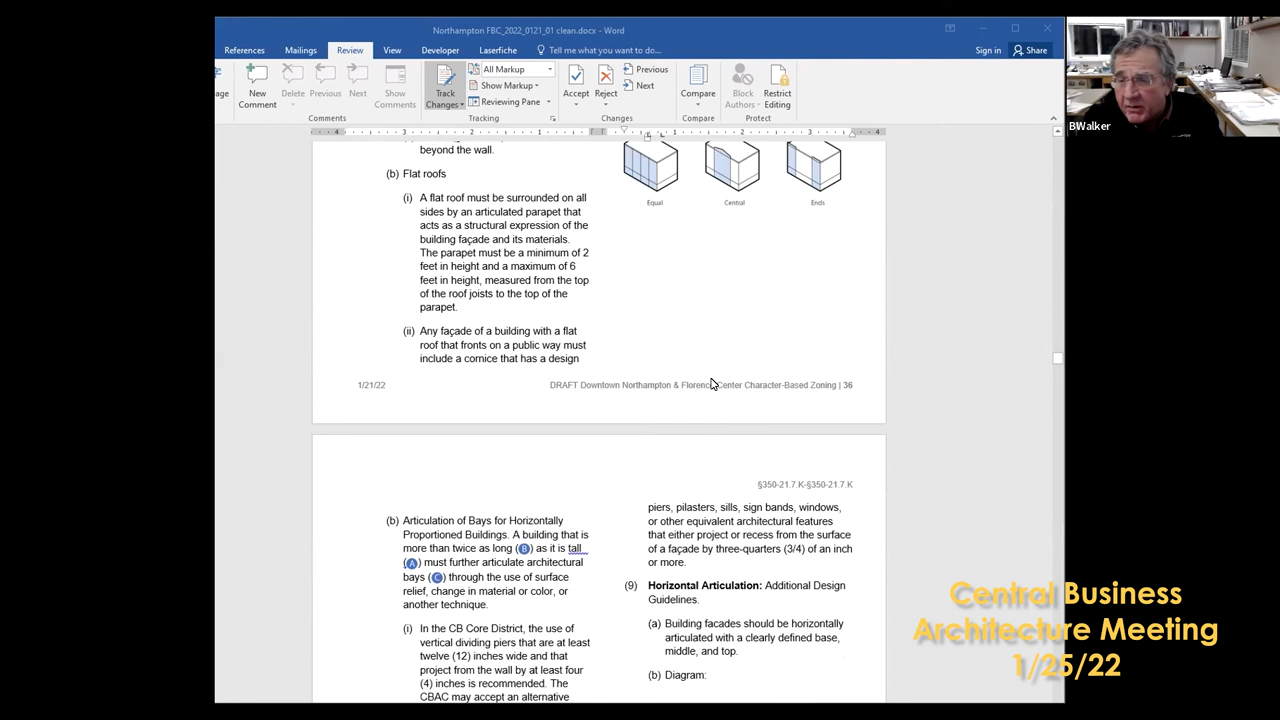 Northampton FBC_2022_0121_01 clean.docx - Word
References Mailings Review View Developer Laserfiche Tell me what you want to do... Sign in Share
New Comment
Delete
Previous
Next
Show Comments
Comments
Track Changes
All Markup
Show Markup
Reviewing Pane
Tracking
Accept
Reject
Previous
Next
Changes
Compare
Compare
Block Authors
Restrict Editing
Protect
BWalker
4 3 2 1 1 2 3 4
beyond the wall.
(b) Flat roofs
(i) A flat roof must be surrounded on all
sides by an articulated parapet that
acts as a structural expression of the
building façade and its materials.
The parapet must be a minimum of 2
feet in height and a maximum of 6
feet in height, measured from the top
of the roof joists to the top of the
parapet.
(ii) Any façade of a building with a flat
roof that fronts on a public way must
include a cornice that has a design
Equal Central Ends
1/21/22 DRAFT Downtown Northampton & Florence Center Character-Based Zoning | 36
§350-21.7.K-§350-21.7.K
(b) Articulation of Bays for Horizontally
Proportioned Buildings. A building that is
more than twice as long (B) as it is tall
(A) must further articulate architectural
bays (C) through the use of surface
relief, change in material or color, or
another technique.
(i) In the CB Core District, the use of
vertical dividing piers that are at least
twelve (12) inches wide and that
project from the wall by at least four
(4) inches is recommended. The
CBAC may accept an alternative
piers, pilasters, sills, sign bands, windows,
or other equivalent architectural features
that either project or recess from the surface
of a façade by three-quarters (3/4) of an inch
or more.
(9) Horizontal Articulation: Additional Design
Guidelines.
(a) Building facades should be horizontally
articulated with a clearly defined base,
middle, and top.
(b) Diagram:
Central Business
Architecture Meeting
1/25/22